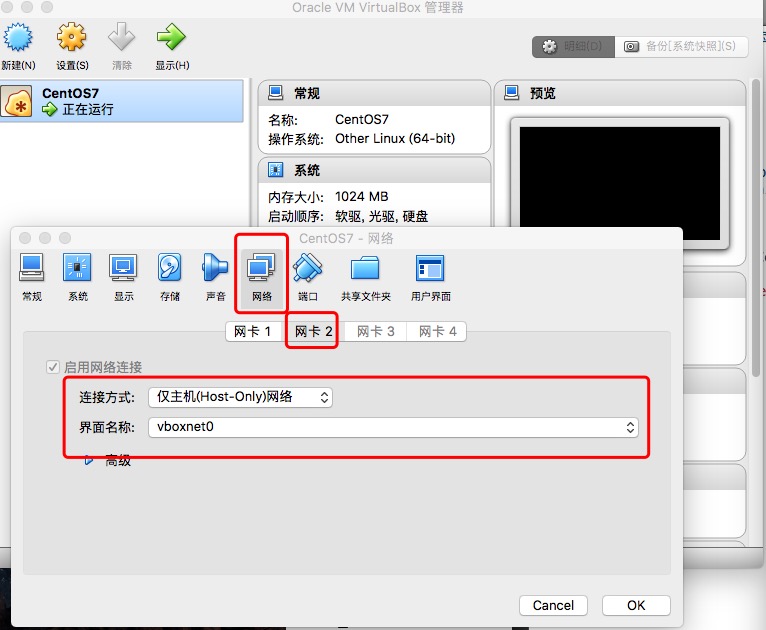 Oracle VM VirtualBox 管理器
新建(N) 设置(S) 清除 显示(H) 明细(D) 备份[系统快照](S)
CentOS7
正在运行
常规
名称: CentOS7
操作系统: Other Linux (64-bit)
系统
内存大小: 1024 MB
启动顺序: 软驱, 光驱, 硬盘
预览
CentOS7 - 网络
常规 系统 显示 存储 声音 网络 端口 共享文件夹 用户界面
网卡 1 网卡 2 网卡 3 网卡 4
启用网络连接
连接方式: 仅主机(Host-Only)网络
界面名称: vboxnet0
高级
Cancel OK